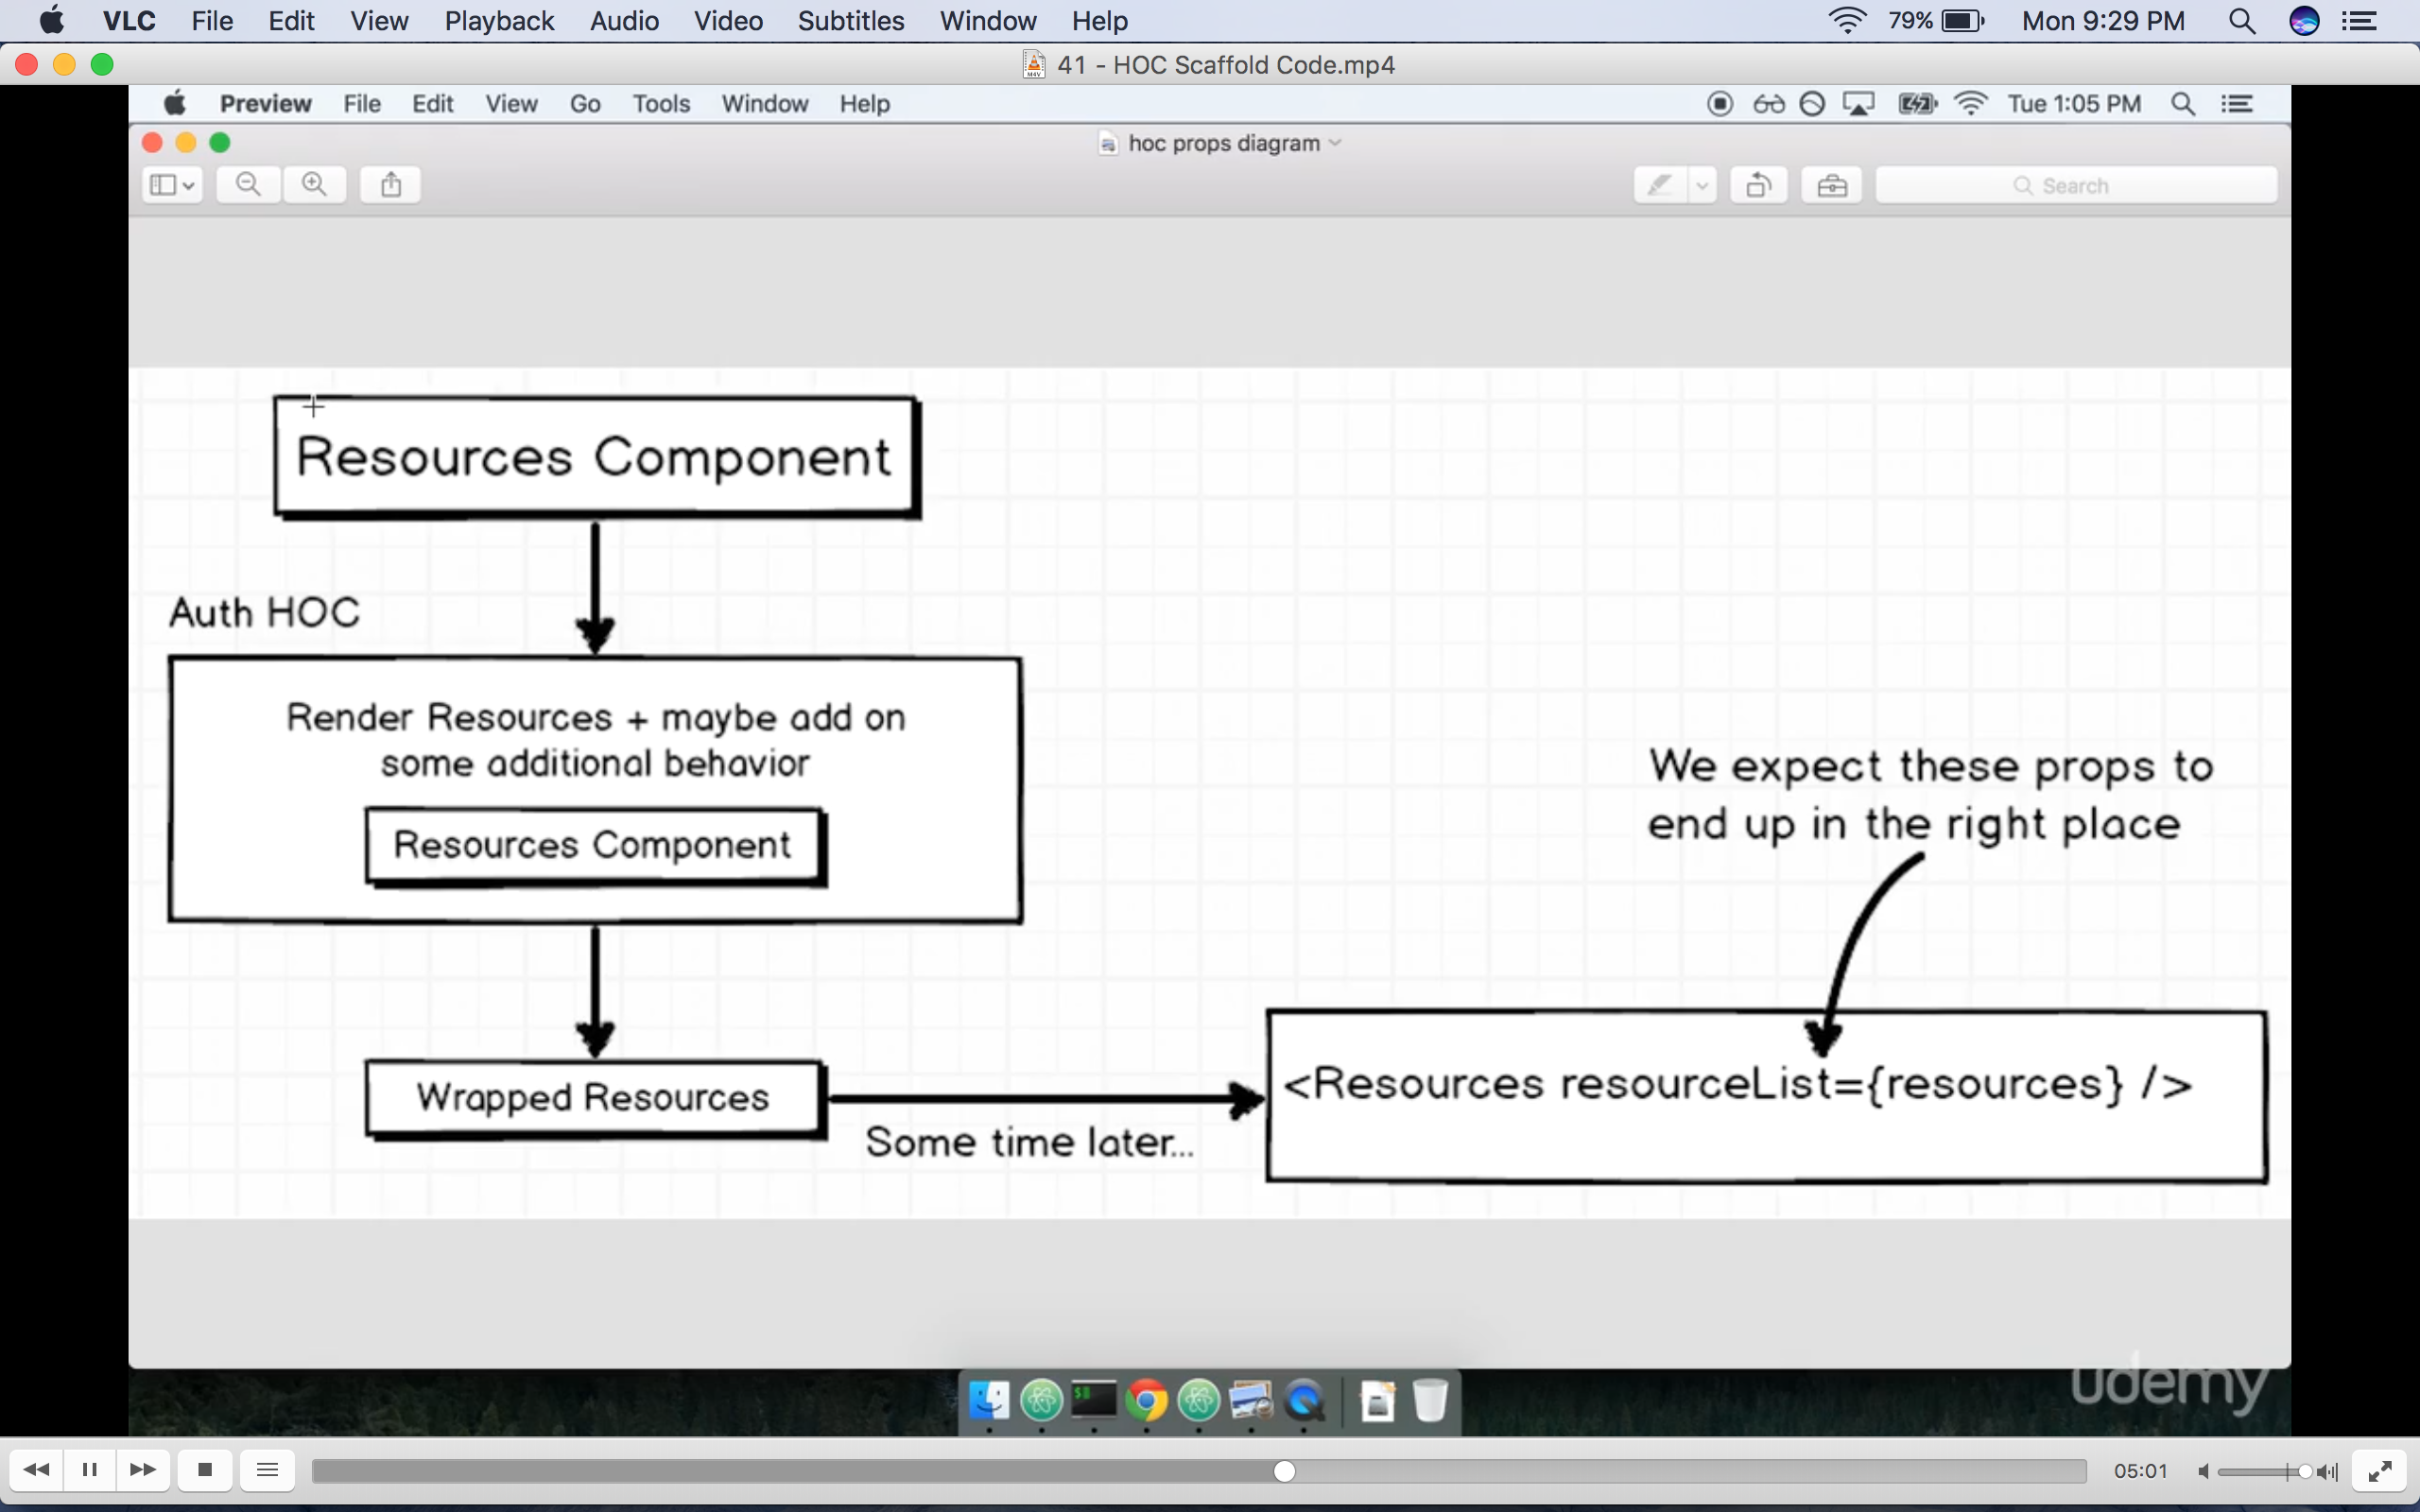 VLC File Edit View Playback Audio Video Subtitles Window Help 79% Mon 9:29 PM
41 - HOC Scaffold Code.mp4
Preview File Edit View Go Tools Window Help Tue 1:05 PM
hoc props diagram
Search
Resources Component
Auth HOC
Render Resources + maybe add on
some additional behavior
Resources Component
We expect these props to
end up in the right place
Wrapped Resources
<Resources resourceList={resources} />
Some time later...
udemy
05:01